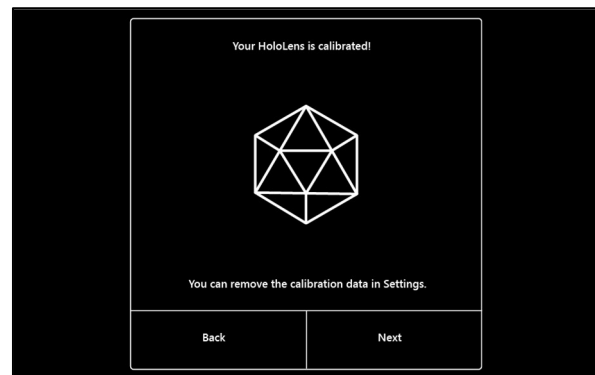 Your HoloLens is calibrated!
You can remove the calibration data in Settings.
Back
Next